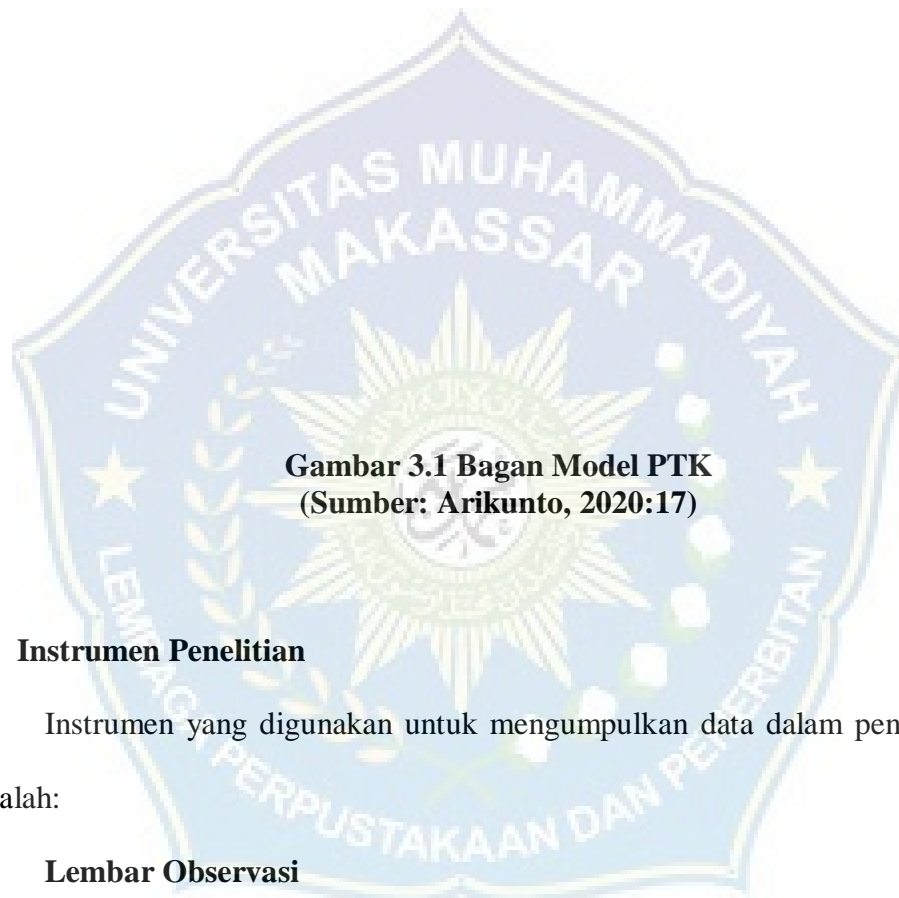 UNIVERSITAS MUHAMMADIYAH
MAKASSAR
Gambar 3.1 Bagan Model PTK
(Sumber: Arikunto, 2020:17)
Instrumen Penelitian
Instrumen yang digunakan untuk mengumpulkan data dalam pen
alah:
Lembar Observasi
LEMBAGA PERPUSTAKAAN DAN PENERBITAN